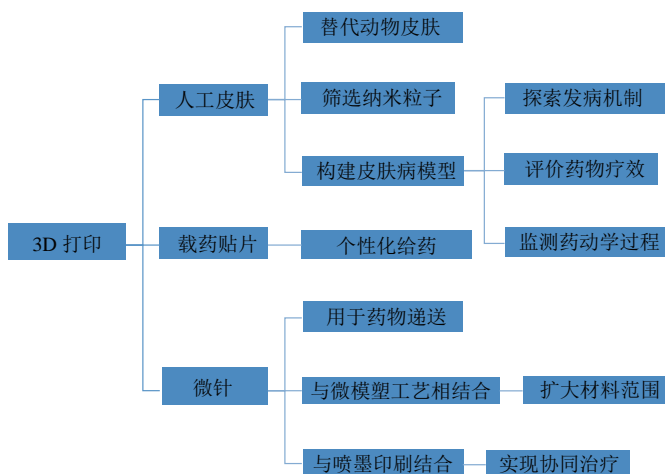 替代动物皮肤
人工皮肤
筛选纳米粒子
探索发病机制
构建皮肤病模型
评价药物疗效
3D 打印
载药贴片
个性化给药
监测药动学过程
用于药物递送
微针
与微模塑工艺相结合
扩大材料范围
与喷墨印刷结合
实现协同治疗